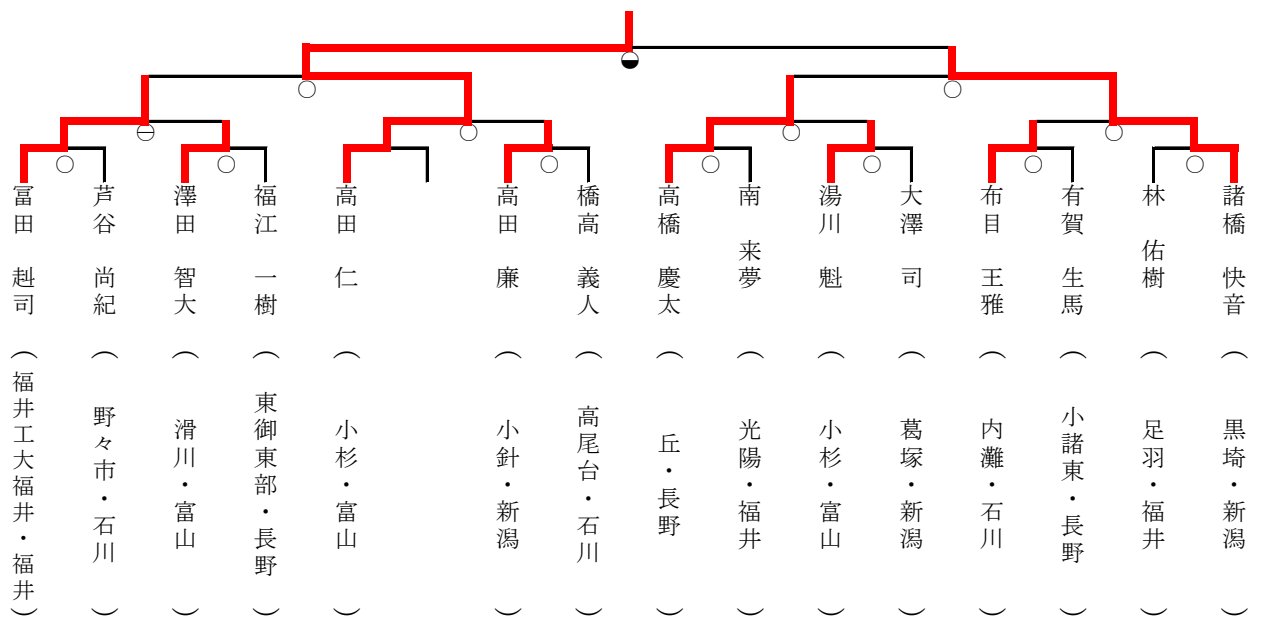 冨田 赳司 （福井工大福井・福井）
芦谷 尚紀 （野々市・石川）
澤田 智大 （滑川・富山）
福江 一樹 （東御東部・長野）
高田 仁 （小杉・富山）
高田 廉 （小針・新潟）
橋高 義人 （高尾台・石川）
高橋 慶太 （丘・長野）
南 来夢 （光陽・福井）
湯川 魁 （小杉・富山）
大澤 司 （葛塚・新潟）
布目 王雅 （内灘・石川）
有賀 生馬 （小諸東・長野）
林 佑樹 （足羽・福井）
諸橋 快音 （黒埼・新潟）